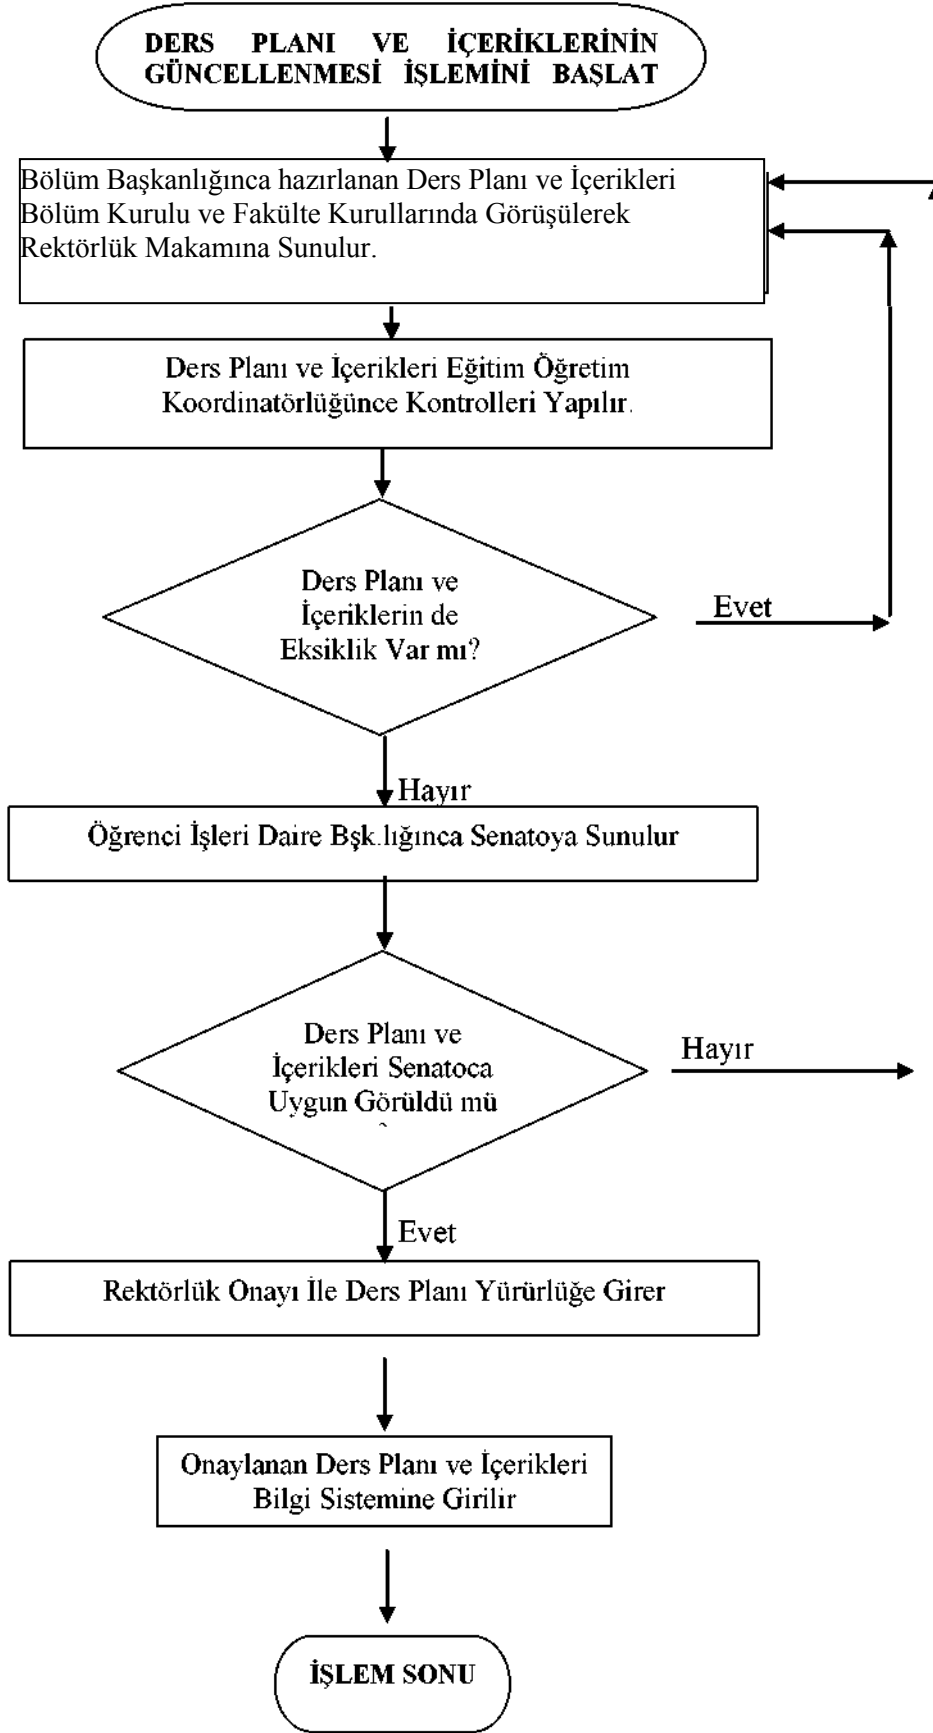 DERS PLANI VE İÇERİKLERİNİN
GÜNCELLENMESİ İŞLEMİNİ BAŞLAT
Bölüm Başkanlığınca hazırlanan Ders Planı ve İçerikleri
Bölüm Kurulu ve Fakülte Kurullarında Görüşülerek
Rektörlük Makamına Sunulur.
Ders Planı ve İçerikleri Eğitim Öğretim
Koordinatörlüğünce Kontrolleri Yapılır.
Ders Planı ve
İçeriklerin de
Eksiklik Var mı?
Evet
Hayır
Öğrenci İşleri Daire Bşk.lığınca Senatoya Sunulur
Ders Planı ve
İçerikleri Senatoca
Uygun Görüldü mü
Hayır
Evet
Rektörlük Onayı İle Ders Planı Yürürlüğe Girer
Onaylanan Ders Planı ve İçerikleri
Bilgi Sistemine Girilir
İŞLEM SONU